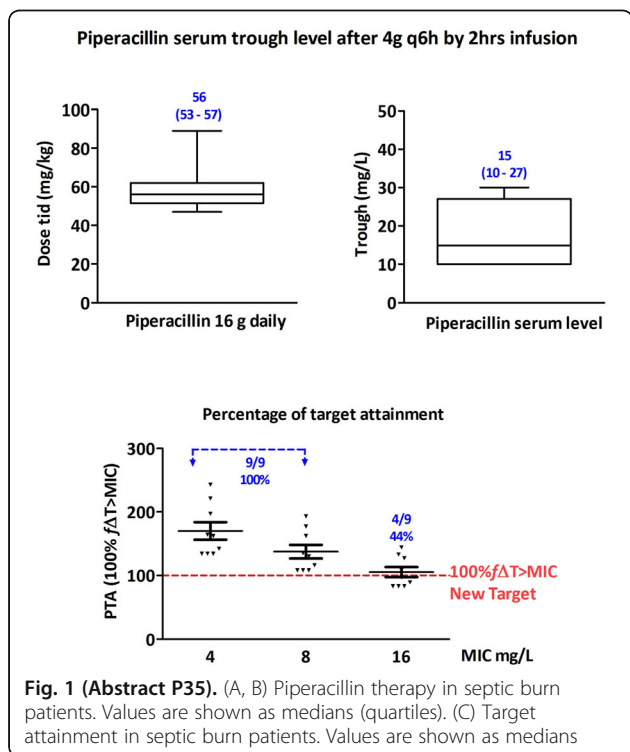 Piperacillin serum trough level after 4g q6h by 2hrs infusion
56
(53 - 57)
100
80
60
40
20
0
Dose tid (mg/kg)
Piperacillin 16 g daily
15
(10 - 27)
50
40
30
20
10
0
Trough (mg/L)
Piperacillin serum level
Percentage of target attainment
300
200
100
0
PTA (100% fΔT>MIC)
9/9
100%
4/9
44%
100%fΔT>MIC
New Target
4 8 16 MIC mg/L
Fig. 1 (Abstract P35). (A, B) Piperacillin therapy in septic burn
patients. Values are shown as medians (quartiles). (C) Target
attainment in septic burn patients. Values are shown as medians